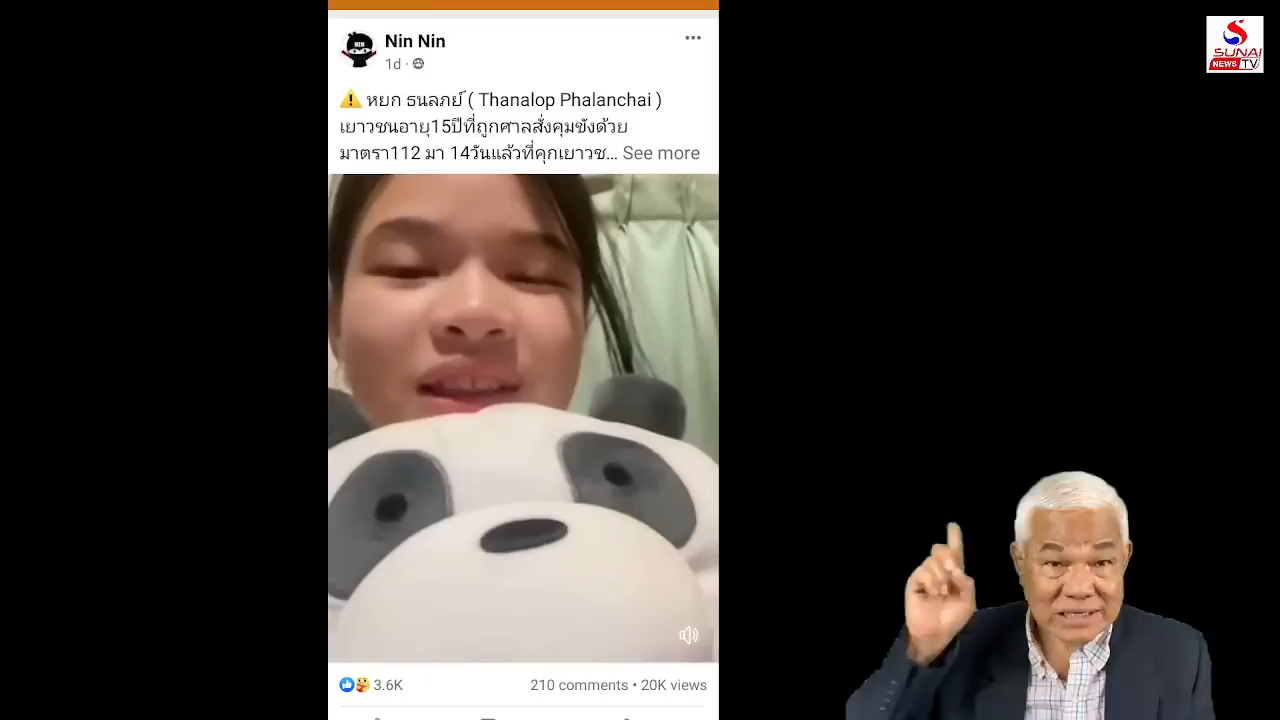 Nin Nin
1d
⚠️ หยก ธนลภย์ ( Thanalop Phalanchai )
เยาวชนอายุ15ปีที่ถูกศาลสั่งคุมขังด้วย
มาตรา112 มา 14วันแล้วที่คุกเยาวช... See more
3.6K
210 comments • 20K views
SUNAI
NEWS TV
NIN